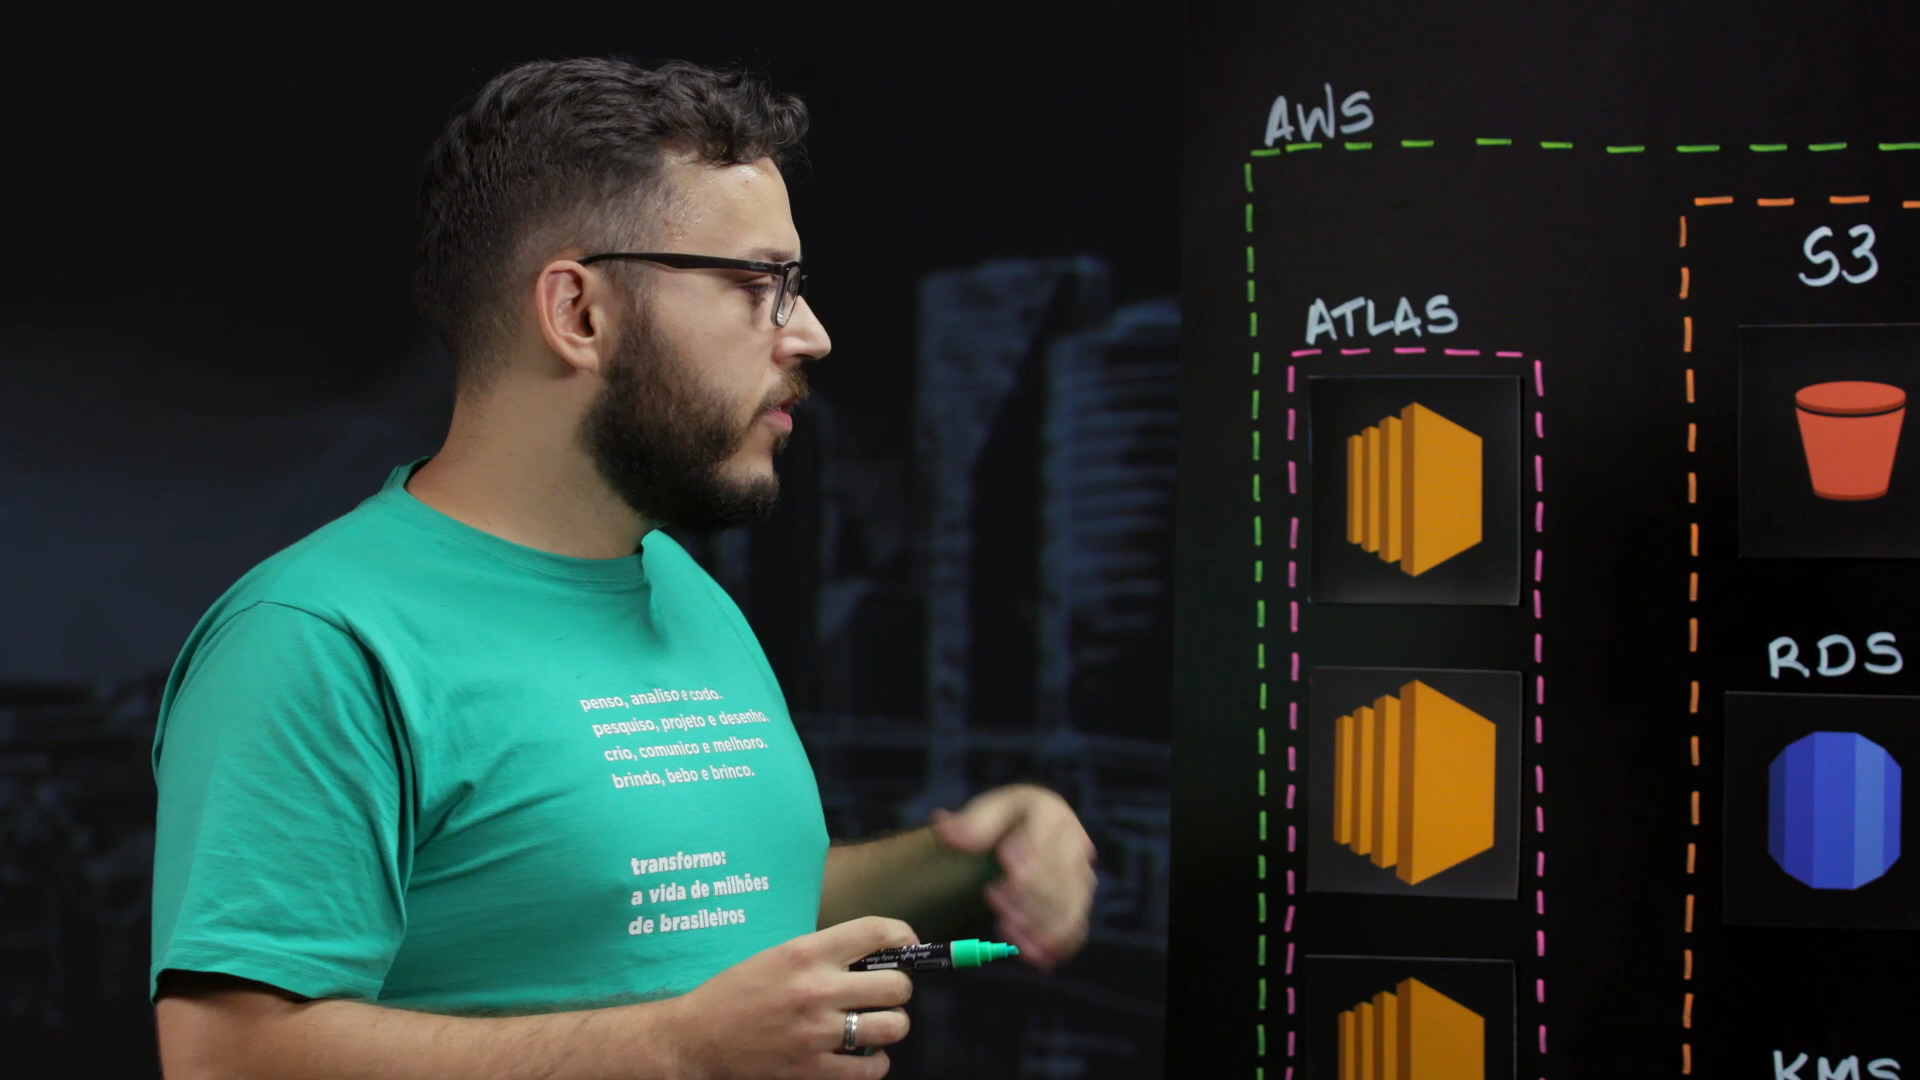 penso, analiso e codo.
pesquiso, projeto e desenho.
crio, comunico e melhoro.
brindo, bebo e brinco.
transformo:
a vida de milhões
de brasileiros
AWS
ATLAS
S3
RDS
KMS